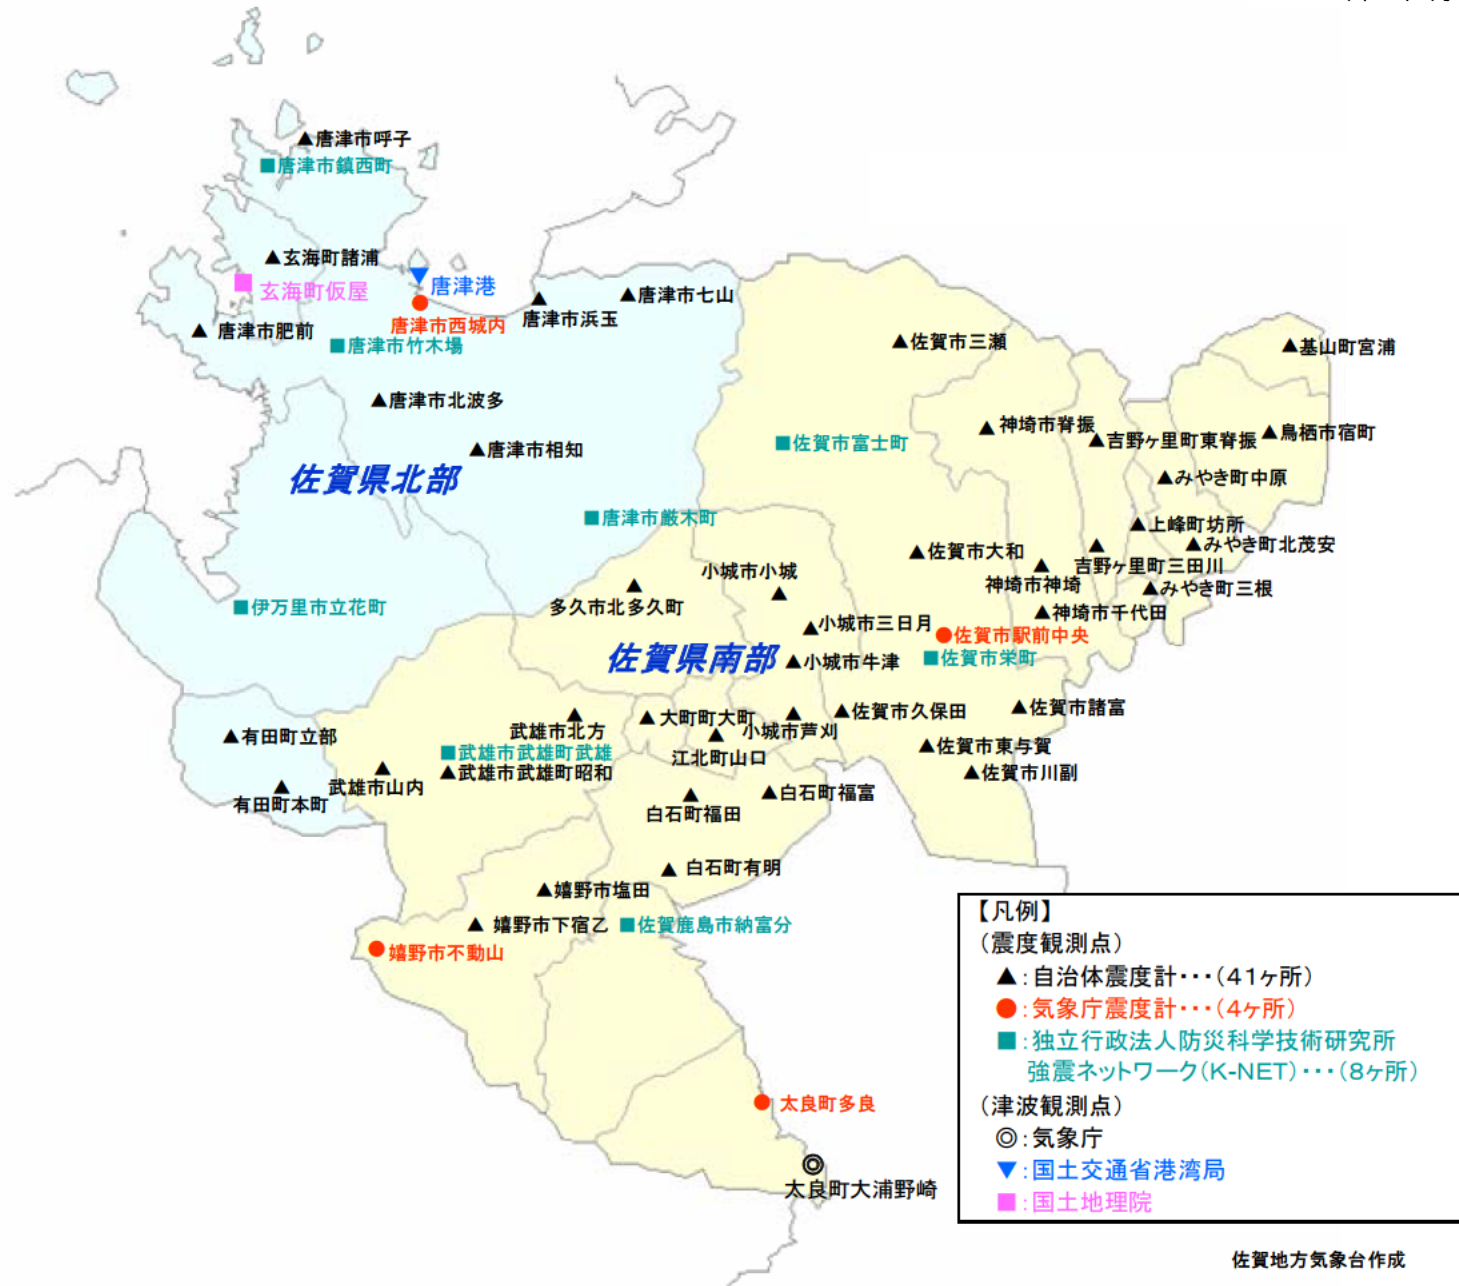 ▲唐津市呼子
■唐津市鎮西町
▲玄海町諸浦
■玄海町仮屋
▼唐津港
●唐津市西城内
▲唐津市浜玉
▲唐津市七山
▲唐津市肥前
■唐津市竹木場
▲唐津市北波多
▲唐津市相知
佐賀県北部
■唐津市厳木町
■伊万里市立花町
▲有田町立部
▲有田町本町
▲佐賀市三瀬
▲基山町宮浦
▲神埼市脊振
▲吉野ヶ里町東脊振
▲鳥栖市宿町
■佐賀市富士町
▲みやき町中原
▲上峰町坊所
▲みやき町北茂安
▲佐賀市大和
▲吉野ヶ里町三田川
▲神埼市神埼
▲みやき町三根
▲神埼市千代田
▲小城市小城
▲多久市北多久町
▲小城市三日月
●佐賀市駅前中央
■佐賀市栄町
佐賀県南部
▲小城市牛津
▲武雄市北方
▲大町町大町
▲小城市芦刈
▲佐賀市久保田
▲佐賀市諸富
▲江北町山口
■武雄市武雄町武雄
▲武雄市武雄町昭和
▲武雄市山内
▲佐賀市東与賀
▲佐賀市川副
▲白石町福田
▲白石町福富
▲白石町有明
▲嬉野市塩田
▲嬉野市下宿乙
■佐賀鹿島市納富分
●嬉野市不動山
●太良町多良
◎太良町大浦野崎
【凡例】
(震度観測点)
▲:自治体震度計・・・(41ヶ所)
●:気象庁震度計・・・(4ヶ所)
■:独立行政法人防災科学技術研究所
強震ネットワーク(K-NET)・・・(8ヶ所)
(津波観測点)
◎:気象庁
▼:国土交通省港湾局
■:国土地理院
佐賀地方気象台作成